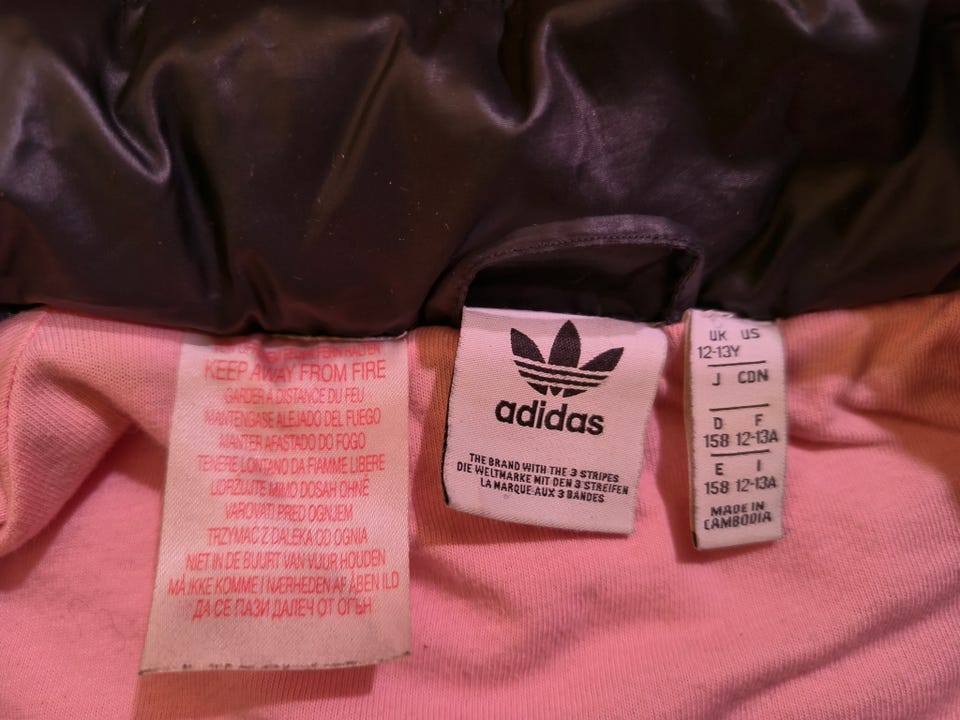 KEEP AWAY FROM FIRE
GARDER A DISTANCE DU FEU
MANTENGASE ALEJADO DEL FUEGO
MANTER AFASTADO DO FOGO
TENERE LONTANO DA FIAMME LIBERE
UDRZUJTE MIMO DOSAH OHNĚ
VAROVATI PRED OGNJEM
TRZYMAC Z DALEKA OD OGNIA
NIET IN DE BUURT VAN VUUR HOUDEN
MÅ IKKE KOMME I NÆRHEDEN AF ÅBEN ILD
ДА СЕ ПАЗИ ДАЛЕЧ ОТ ОГЪН
adidas
THE BRAND WITH THE 3 STRIPES
DIE WELTMARKE MIT DEN 3 STREIFEN
LA MARQUE AUX 3 BANDES
UK US
12-13Y
J CDN
D F
158 12-13A
E I
158 12-13A
MADE IN
CAMBODIA